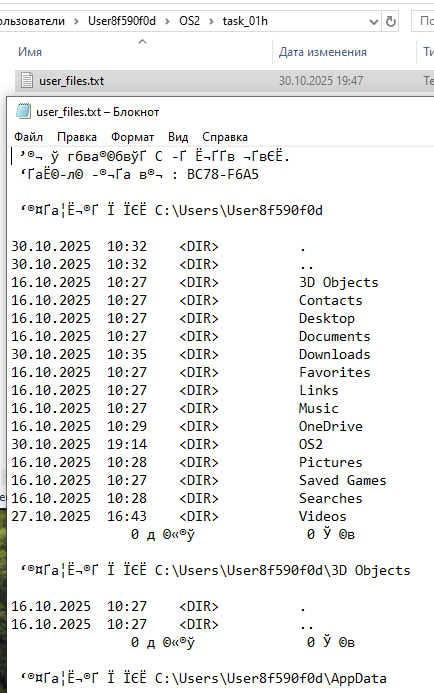 ользователи > User8f590f0d > OS2 > task_01h
По
Имя
Дата изменения
Ти
user_files.txt
30.10.2025 19:47
Те
user_files.txt – Блокнот
Файл Правка Формат Вид Справка
’®¬ ў гбва®©бвўҐ C -Ґ Ё¬ҐҐв ¬ҐвЄЁ.
‘ҐаЁ©-л© -®¬Ґа в®¬ : BC78-F6A5
‘®¤Ґа¦Ё¬®Ґ Ї ЇЄЁ C:\Users\User8f590f0d
30.10.2025 10:32 <DIR> .
30.10.2025 10:32 <DIR> ..
16.10.2025 10:27 <DIR> 3D Objects
16.10.2025 10:27 <DIR> Contacts
16.10.2025 10:27 <DIR> Desktop
16.10.2025 10:27 <DIR> Documents
30.10.2025 10:35 <DIR> Downloads
16.10.2025 10:27 <DIR> Favorites
16.10.2025 10:27 <DIR> Links
16.10.2025 10:27 <DIR> Music
16.10.2025 10:29 <DIR> OneDrive
30.10.2025 19:14 <DIR> OS2
16.10.2025 10:28 <DIR> Pictures
16.10.2025 10:27 <DIR> Saved Games
16.10.2025 10:28 <DIR> Searches
27.10.2025 16:43 <DIR> Videos
0 д ©«®ў 0 Ў ©в
‘®¤Ґа¦Ё¬®Ґ Ї ЇЄЁ C:\Users\User8f590f0d\3D Objects
16.10.2025 10:27 <DIR> .
16.10.2025 10:27 <DIR> ..
0 д ©«®ў 0 Ў ©в
‘®¤Ґа¦Ё¬®Ґ Ї ЇЄЁ C:\Users\User8f590f0d\AppData